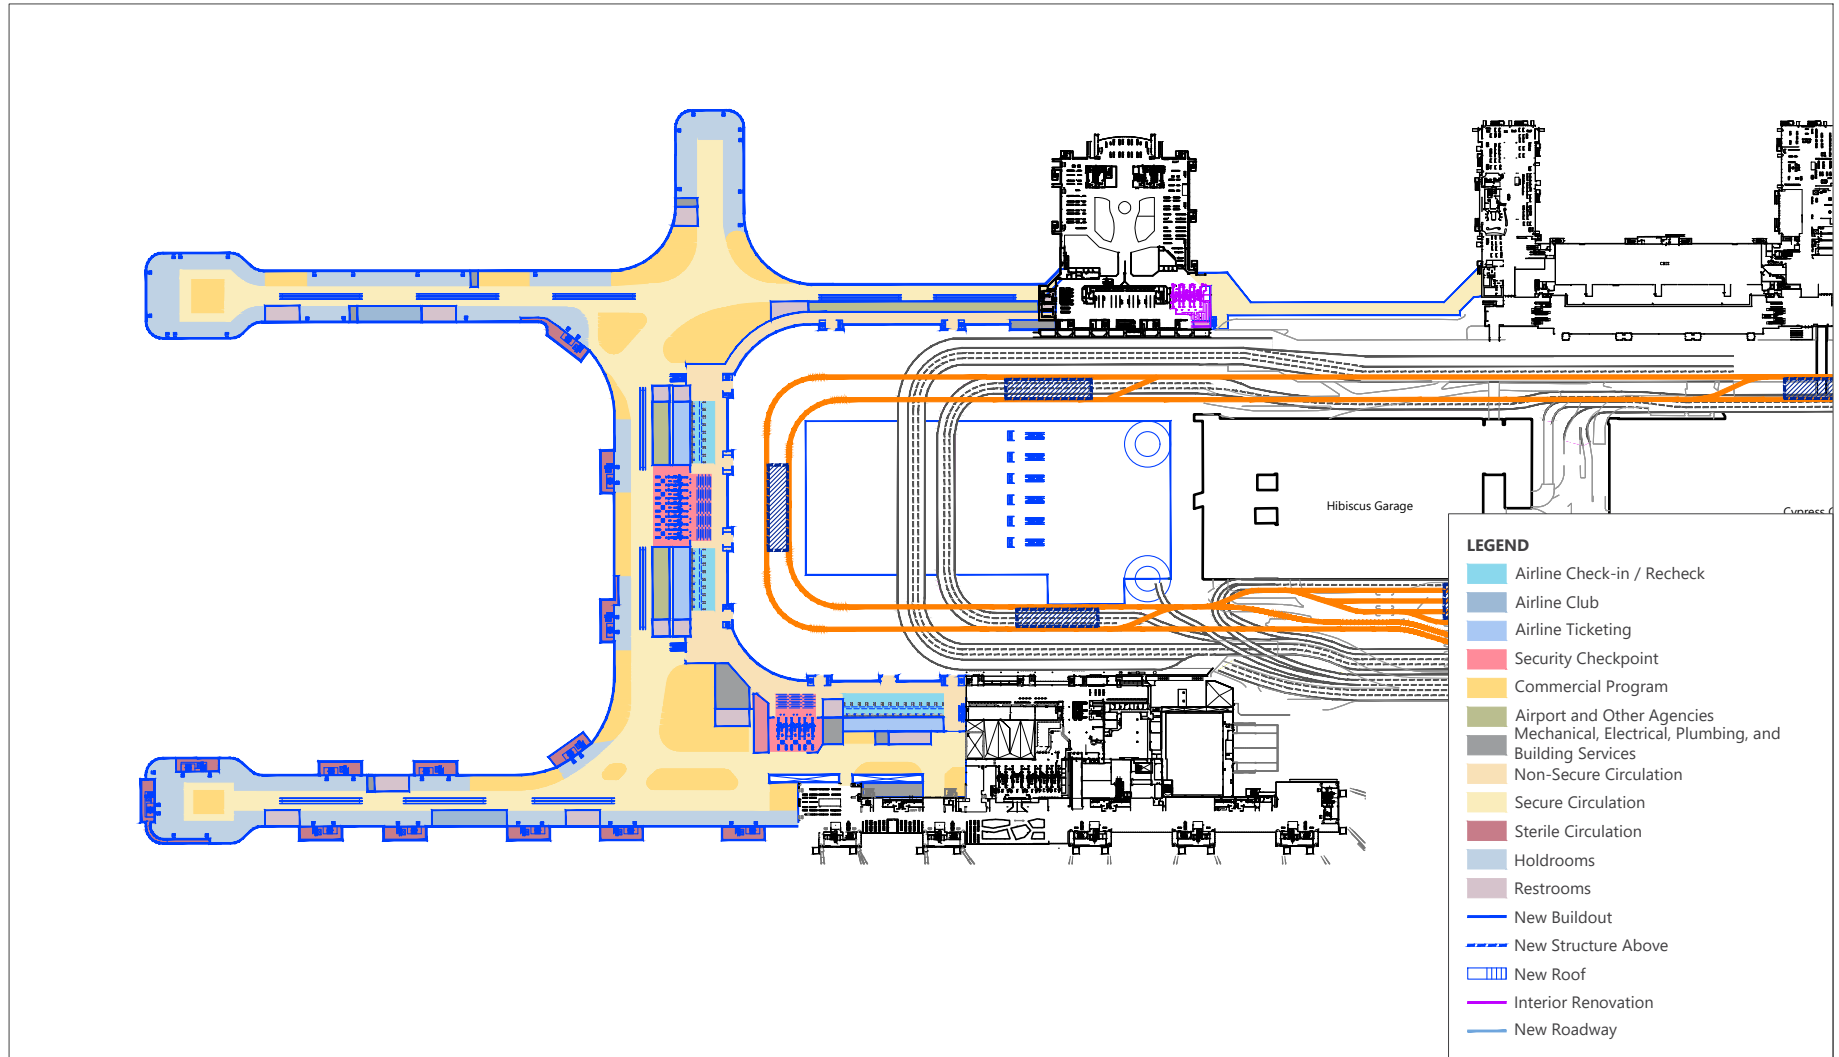 Hibiscus Garage
Cypress
LEGEND
Airline Check-in / Recheck
Airline Club
Airline Ticketing
Security Checkpoint
Commercial Program
Airport and Other Agencies
Mechanical, Electrical, Plumbing, and
Building Services
Non-Secure Circulation
Secure Circulation
Sterile Circulation
Holdrooms
Restrooms
New Buildout
New Structure Above
New Roof
Interior Renovation
New Roadway